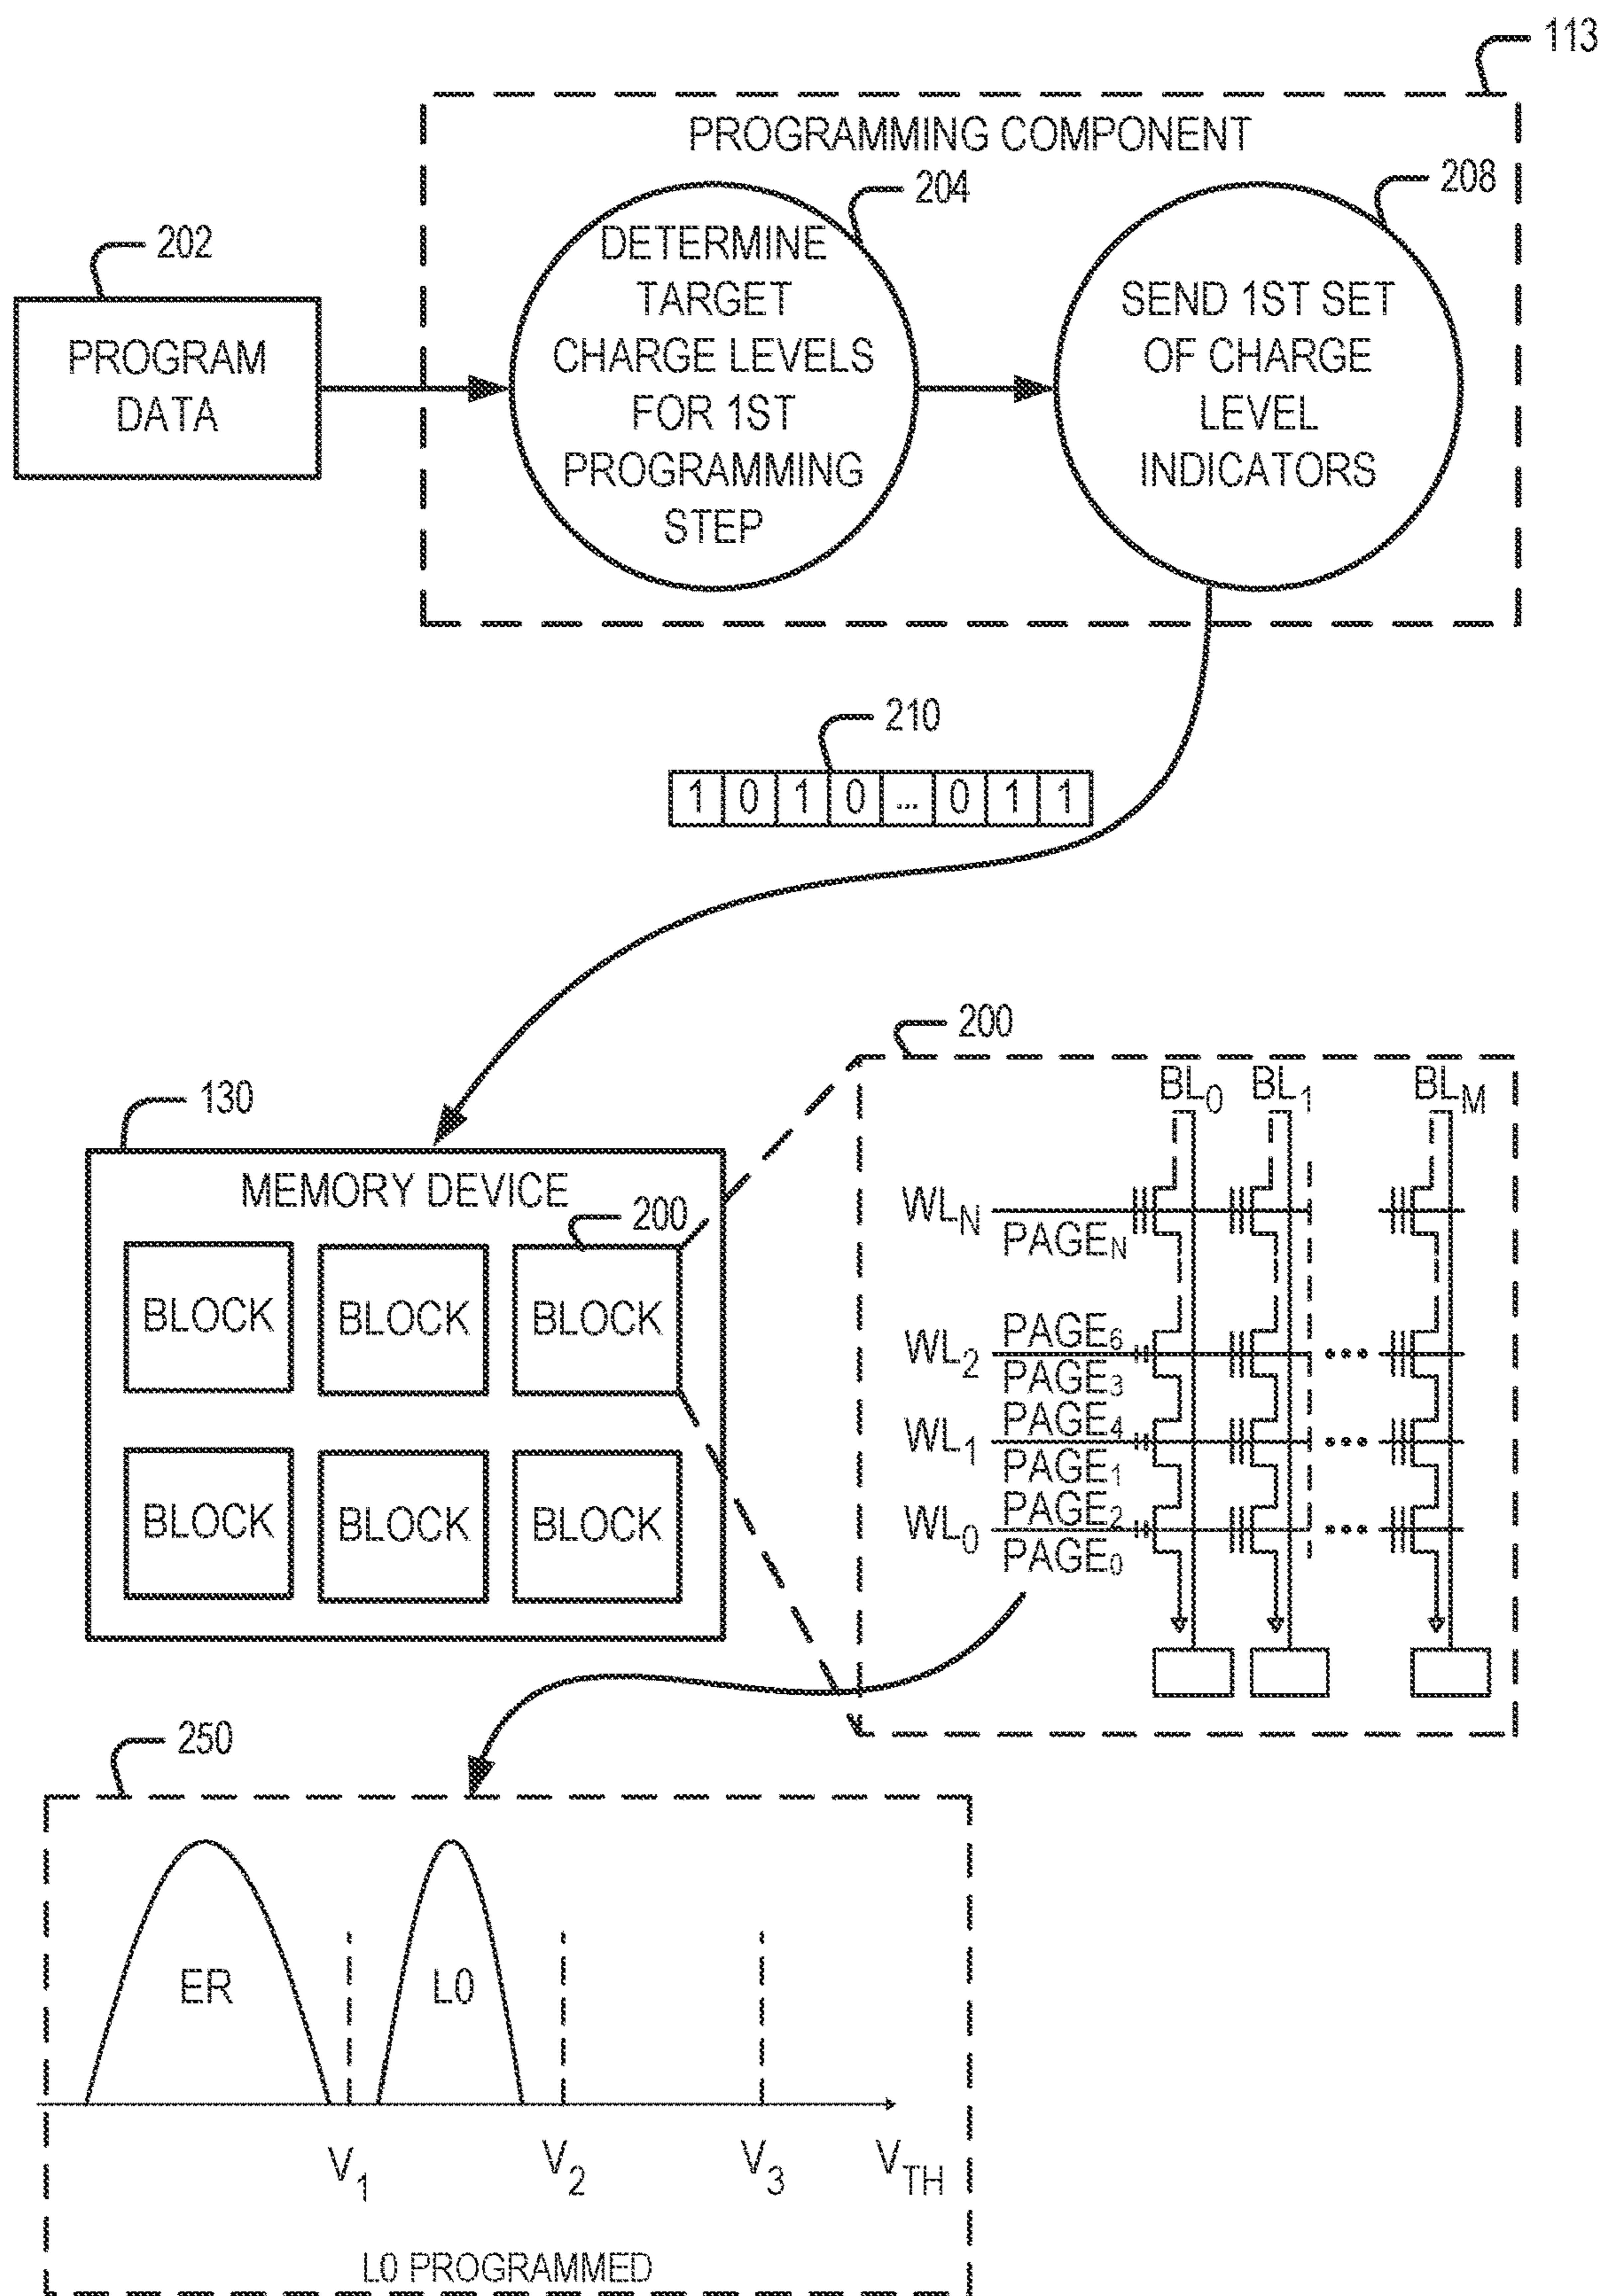 113
PROGRAMMING COMPONENT
204
208
202
PROGRAM
DATA
DETERMINE
TARGET
CHARGE LEVELS
FOR 1ST
PROGRAMMING
STEP
SEND 1ST SET
OF CHARGE
LEVEL
INDICATORS
210
1 0 1 0 ... 0 1 1
200
130
MEMORY DEVICE
200
BLOCK BLOCK BLOCK
BLOCK BLOCK BLOCK
BL0 BL1 BLM
WLN
PAGEN
PAGE6
WL2
PAGE3
PAGE4
WL1
PAGE1
PAGE2
WL0
PAGE0
250
ER L0
V1 V2 V3 VTH
L0 PROGRAMMED